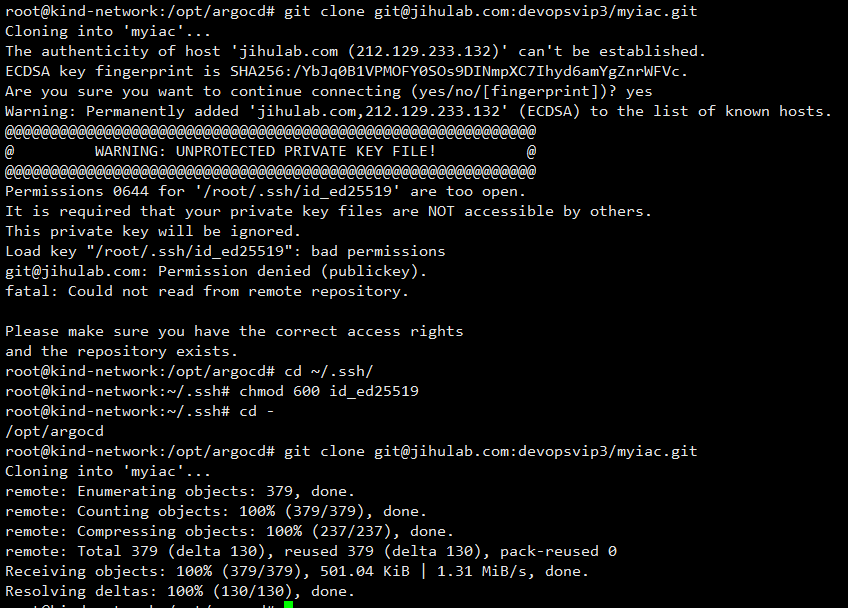 root@kind-network:/opt/argocd# git clone git@jihulab.com:devopsvip3/myiac.git
Cloning into 'myiac'...
The authenticity of host 'jihulab.com (212.129.233.132)' can't be established.
ECDSA key fingerprint is SHA256:/YbJq0B1VPMOFY0SOs9DINmpXC7Ihyd6amYgZnrWFVc.
Are you sure you want to continue connecting (yes/no/[fingerprint])? yes
Warning: Permanently added 'jihulab.com,212.129.233.132' (ECDSA) to the list of known hosts.
@@@@@@@@@@@@@@@@@@@@@@@@@@@@@@@@@@@@@@@@@@@@@@@@@@@@@@@@@@@
@         WARNING: UNPROTECTED PRIVATE KEY FILE!          @
@@@@@@@@@@@@@@@@@@@@@@@@@@@@@@@@@@@@@@@@@@@@@@@@@@@@@@@@@@@
Permissions 0644 for '/root/.ssh/id_ed25519' are too open.
It is required that your private key files are NOT accessible by others.
This private key will be ignored.
Load key "/root/.ssh/id_ed25519": bad permissions
git@jihulab.com: Permission denied (publickey).
fatal: Could not read from remote repository.

Please make sure you have the correct access rights
and the repository exists.
root@kind-network:/opt/argocd# cd ~/.ssh/
root@kind-network:~/.ssh# chmod 600 id_ed25519
root@kind-network:~/.ssh# cd -
/opt/argocd
root@kind-network:/opt/argocd# git clone git@jihulab.com:devopsvip3/myiac.git
Cloning into 'myiac'...
remote: Enumerating objects: 379, done.
remote: Counting objects: 100% (379/379), done.
remote: Compressing objects: 100% (237/237), done.
remote: Total 379 (delta 130), reused 379 (delta 130), pack-reused 0
Receiving objects: 100% (379/379), 501.04 KiB | 1.31 MiB/s, done.
Resolving deltas: 100% (130/130), done.
root@kind-network:/opt/argocd#